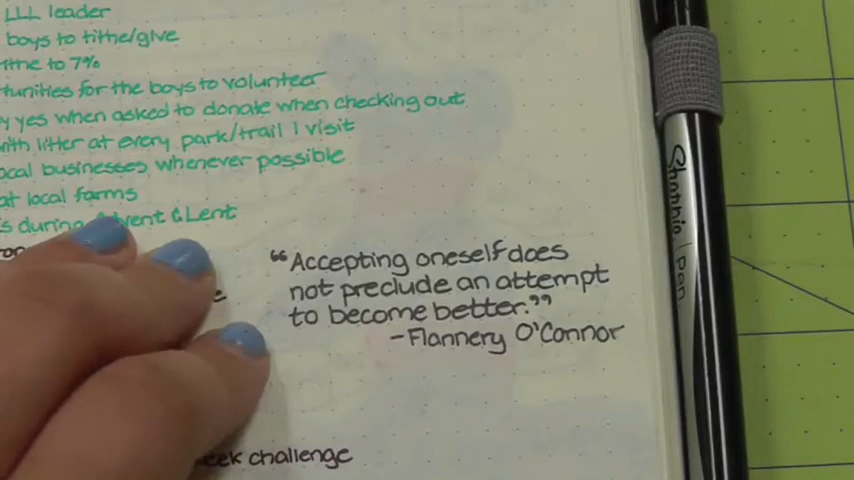 LLL leader
boys to tithe/give
tithe to 7%
tunities for the boys to volunteer
y yes when asked to donate when checking out
with litter at every park/trail I visit
ocal businesses whenever possible
at local farms
s during Advent & Lent
“Accepting oneself does
not preclude an attempt
to become better.”
-Flannery O'Connor
week challenge
Sharpie Pen